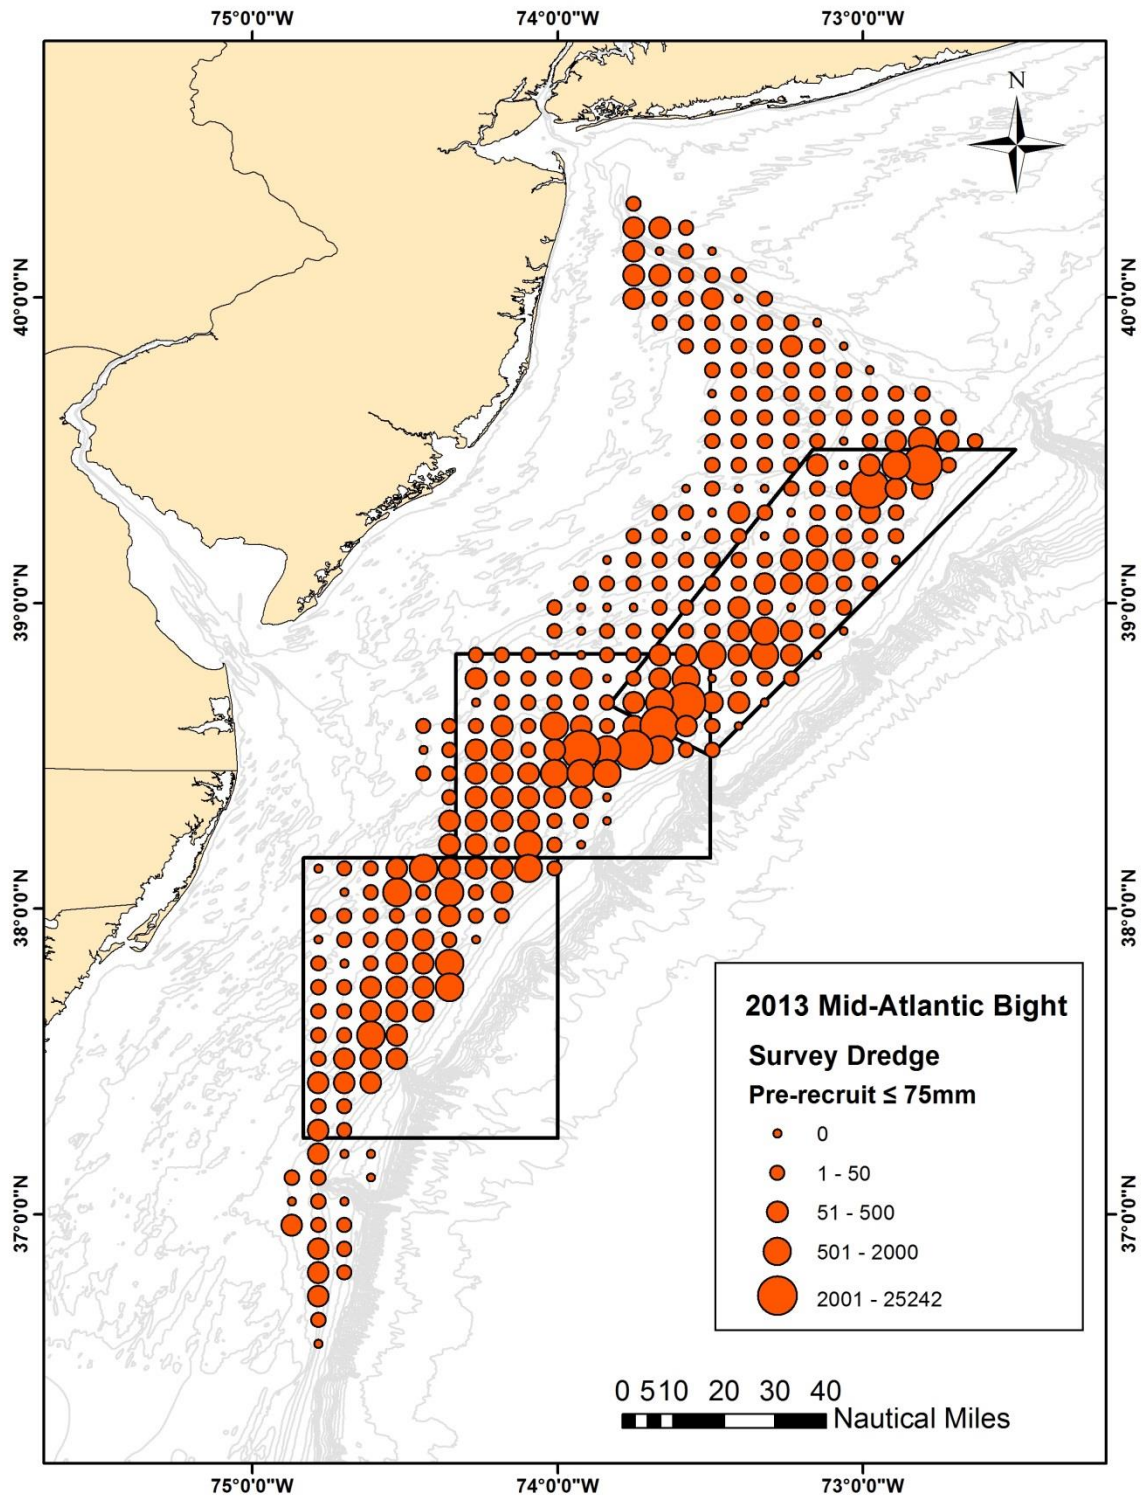 75°0'0"W 74°0'0"W 73°0'0"W
N
40°0'0"N 40°0'0"N
39°0'0"N 39°0'0"N
38°0'0"N 38°0'0"N
37°0'0"N 37°0'0"N
2013 Mid-Atlantic Bight
Survey Dredge
Pre-recruit ≤ 75mm
0
1 - 50
51 - 500
501 - 2000
2001 - 25242
0 5 10 20 30 40
Nautical Miles
75°0'0"W 74°0'0"W 73°0'0"W